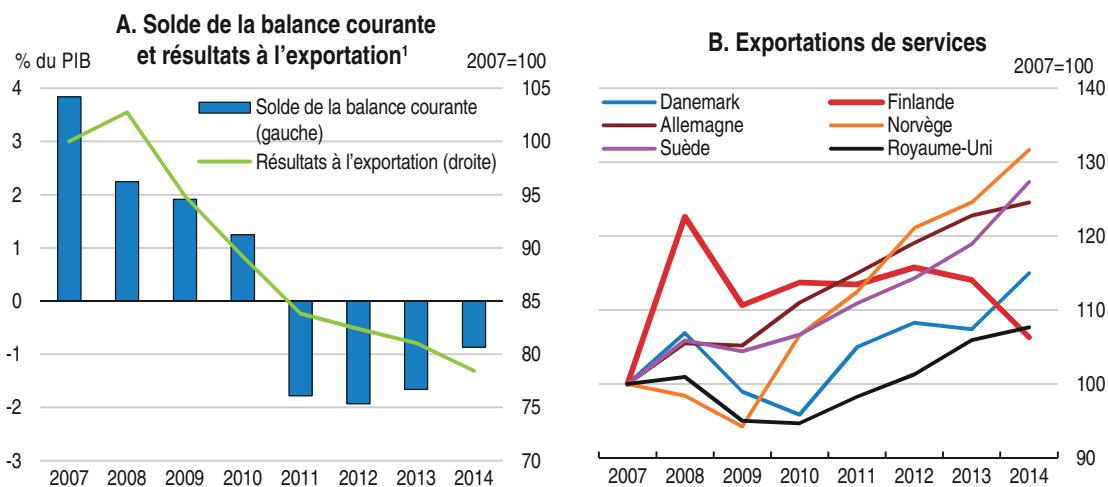 A. Solde de la balance courante
et résultats à l'exportation¹
% du PIB
2007=100
4
3
2
1
0
-1
-2
-3
105
100
95
90
85
80
75
70
Solde de la balance courante
(gauche)
Résultats à l'exportation (droite)
2007 2008 2009 2010 2011 2012 2013 2014
B. Exportations de services
2007=100
140
130
120
110
100
90
Danemark Finlande
Allemagne Norvège
Suède Royaume-Uni
2007 2008 2009 2010 2011 2012 2013 2014